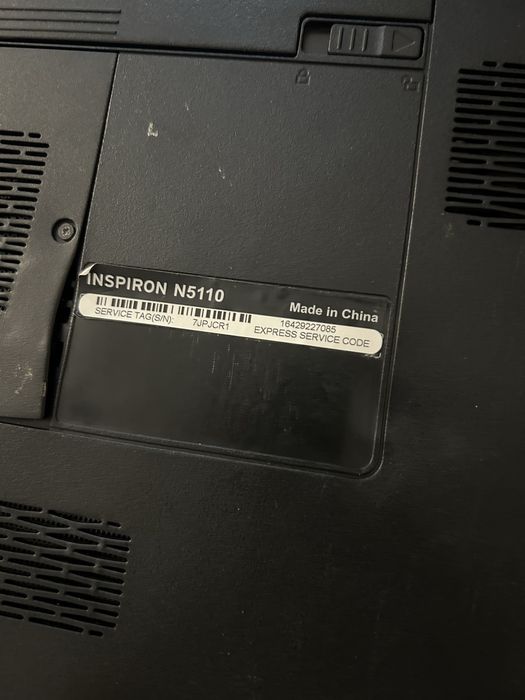 INSPIRON N5110
Made in China
SERVICE TAG(S/N): 7JPJCR1
16429227085
EXPRESS SERVICE CODE